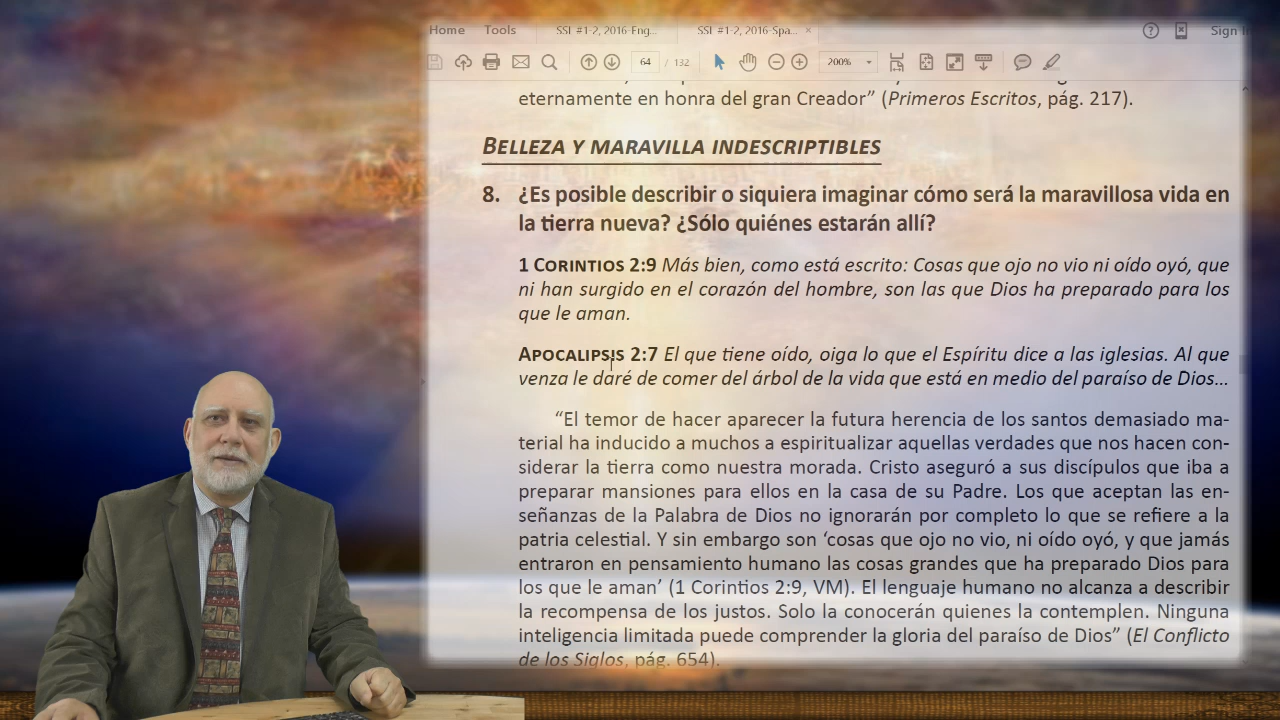 Home Tools SSL #1-2, 2016-Eng... SSL #1-2, 2016-Spa... × Sign In
64 / 132 200%
eternamente en honra del gran Creador” (Primeros Escritos, pág. 217).
BELLEZA Y MARAVILLA INDESCRIPTIBLES
8. ¿Es posible describir o siquiera imaginar cómo será la maravillosa vida en
la tierra nueva? ¿Sólo quiénes estarán allí?
1 CORINTIOS 2:9 Más bien, como está escrito: Cosas que ojo no vio ni oído oyó, que
ni han surgido en el corazón del hombre, son las que Dios ha preparado para los
que le aman.
APOCALIPSIS 2:7 El que tiene oído, oiga lo que el Espíritu dice a las iglesias. Al que
venza le daré de comer del árbol de la vida que está en medio del paraíso de Dios...
“El temor de hacer aparecer la futura herencia de los santos demasiado ma-
terial ha inducido a muchos a espiritualizar aquellas verdades que nos hacen con-
siderar la tierra como nuestra morada. Cristo aseguró a sus discípulos que iba a
preparar mansiones para ellos en la casa de su Padre. Los que aceptan las en-
señanzas de la Palabra de Dios no ignorarán por completo lo que se refiere a la
patria celestial. Y sin embargo son ‘cosas que ojo no vio, ni oído oyó, y que jamás
entraron en pensamiento humano las cosas grandes que ha preparado Dios para
los que le aman’ (1 Corintios 2:9, VM). El lenguaje humano no alcanza a describir
la recompensa de los justos. Solo la conocerán quienes la contemplen. Ninguna
inteligencia limitada puede comprender la gloria del paraíso de Dios” (El Conflicto
de los Siglos, pág. 654).